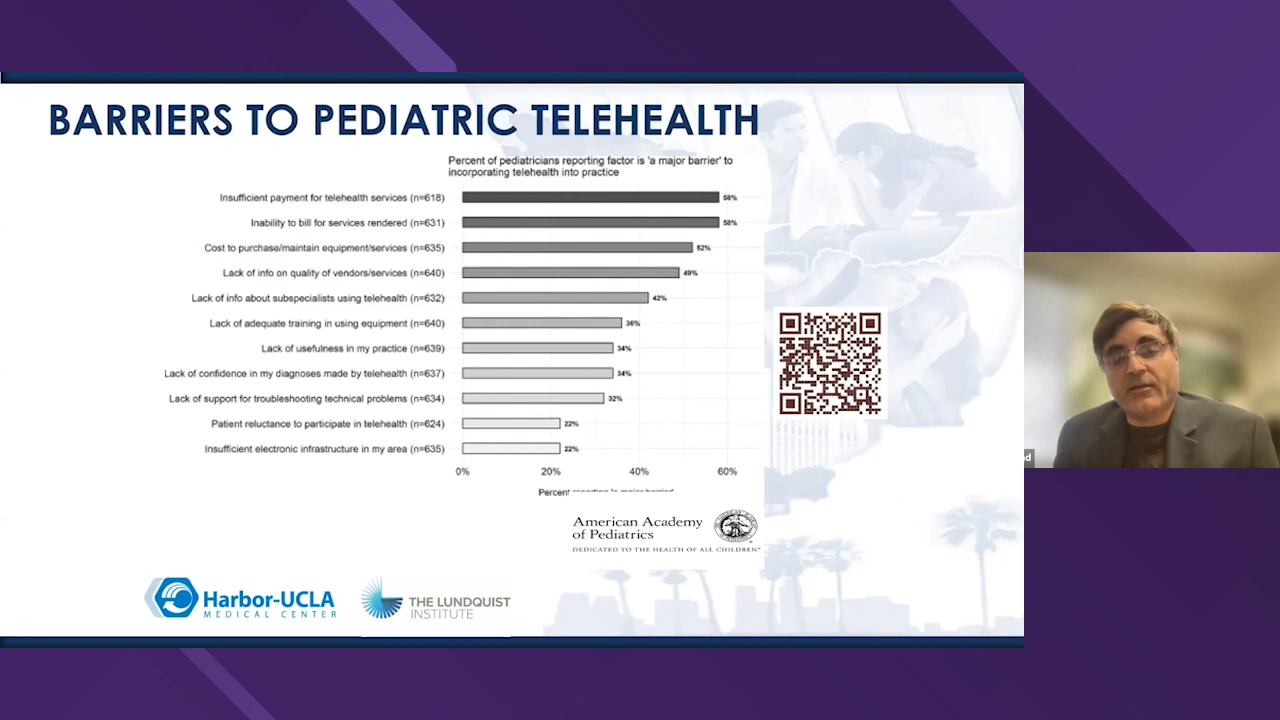 BARRIERS TO PEDIATRIC TELEHEALTH
Percent of pediatricians reporting factor is 'a major barrier' to
incorporating telehealth into practice
Insufficient payment for telehealth services (n=618) 58%
Inability to bill for services rendered (n=631) 58%
Cost to purchase/maintain equipment/services (n=635) 52%
Lack of info on quality of vendors/services (n=640) 49%
Lack of info about subspecialists using telehealth (n=632) 42%
Lack of adequate training in using equipment (n=640) 36%
Lack of usefulness in my practice (n=639) 34%
Lack of confidence in my diagnoses made by telehealth (n=637) 34%
Lack of support for troubleshooting technical problems (n=634) 32%
Patient reluctance to participate in telehealth (n=624) 22%
Insufficient electronic infrastructure in my area (n=635) 22%
0% 20% 40% 60%
Percent
American Academy
of Pediatrics
DEDICATED TO THE HEALTH OF ALL CHILDREN
Harbor-UCLA
MEDICAL CENTER
THE LUNDQUIST
INSTITUTE